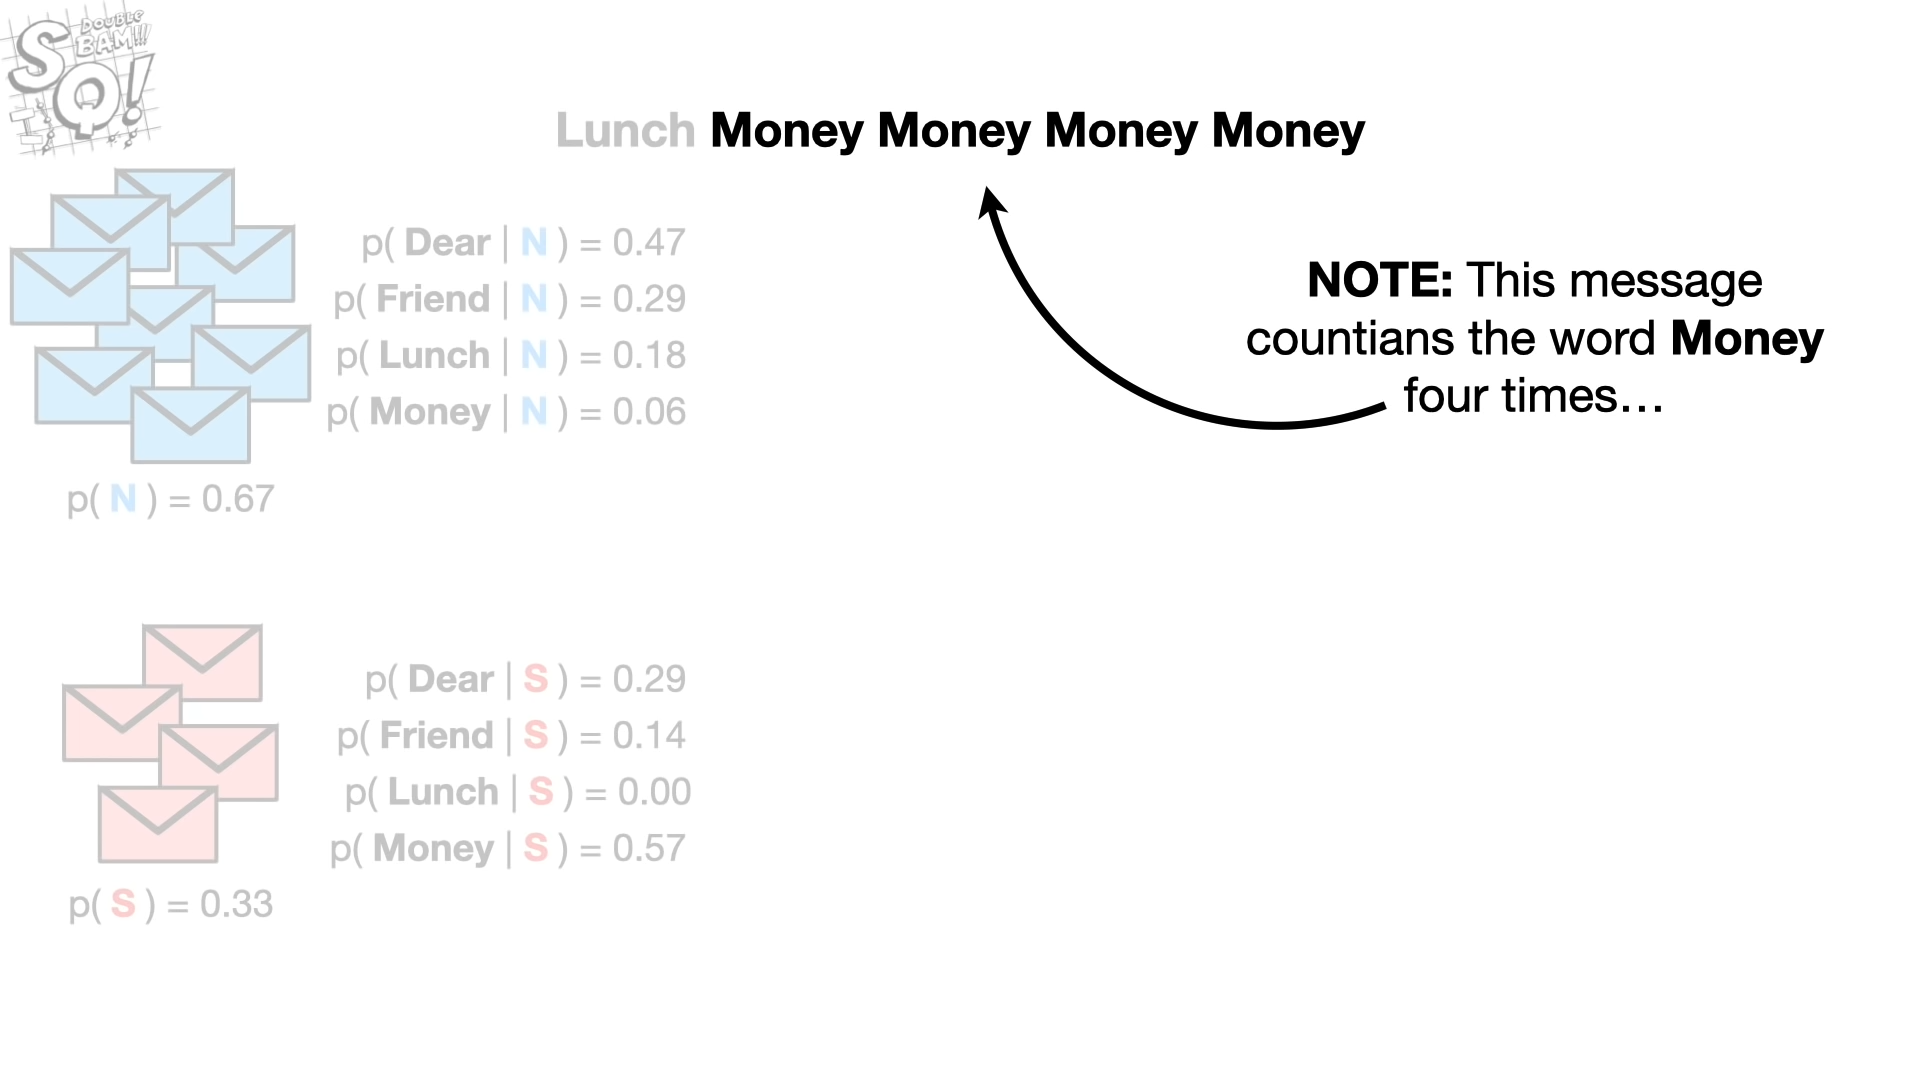 DOUBLE
BAM!!!
SQ!
Lunch Money Money Money Money
p( Dear | N ) = 0.47
p( Friend | N ) = 0.29
p( Lunch | N ) = 0.18
p( Money | N ) = 0.06
p( N ) = 0.67
NOTE: This message
countians the word Money
four times…
p( Dear | S ) = 0.29
p( Friend | S ) = 0.14
p( Lunch | S ) = 0.00
p( Money | S ) = 0.57
p( S ) = 0.33